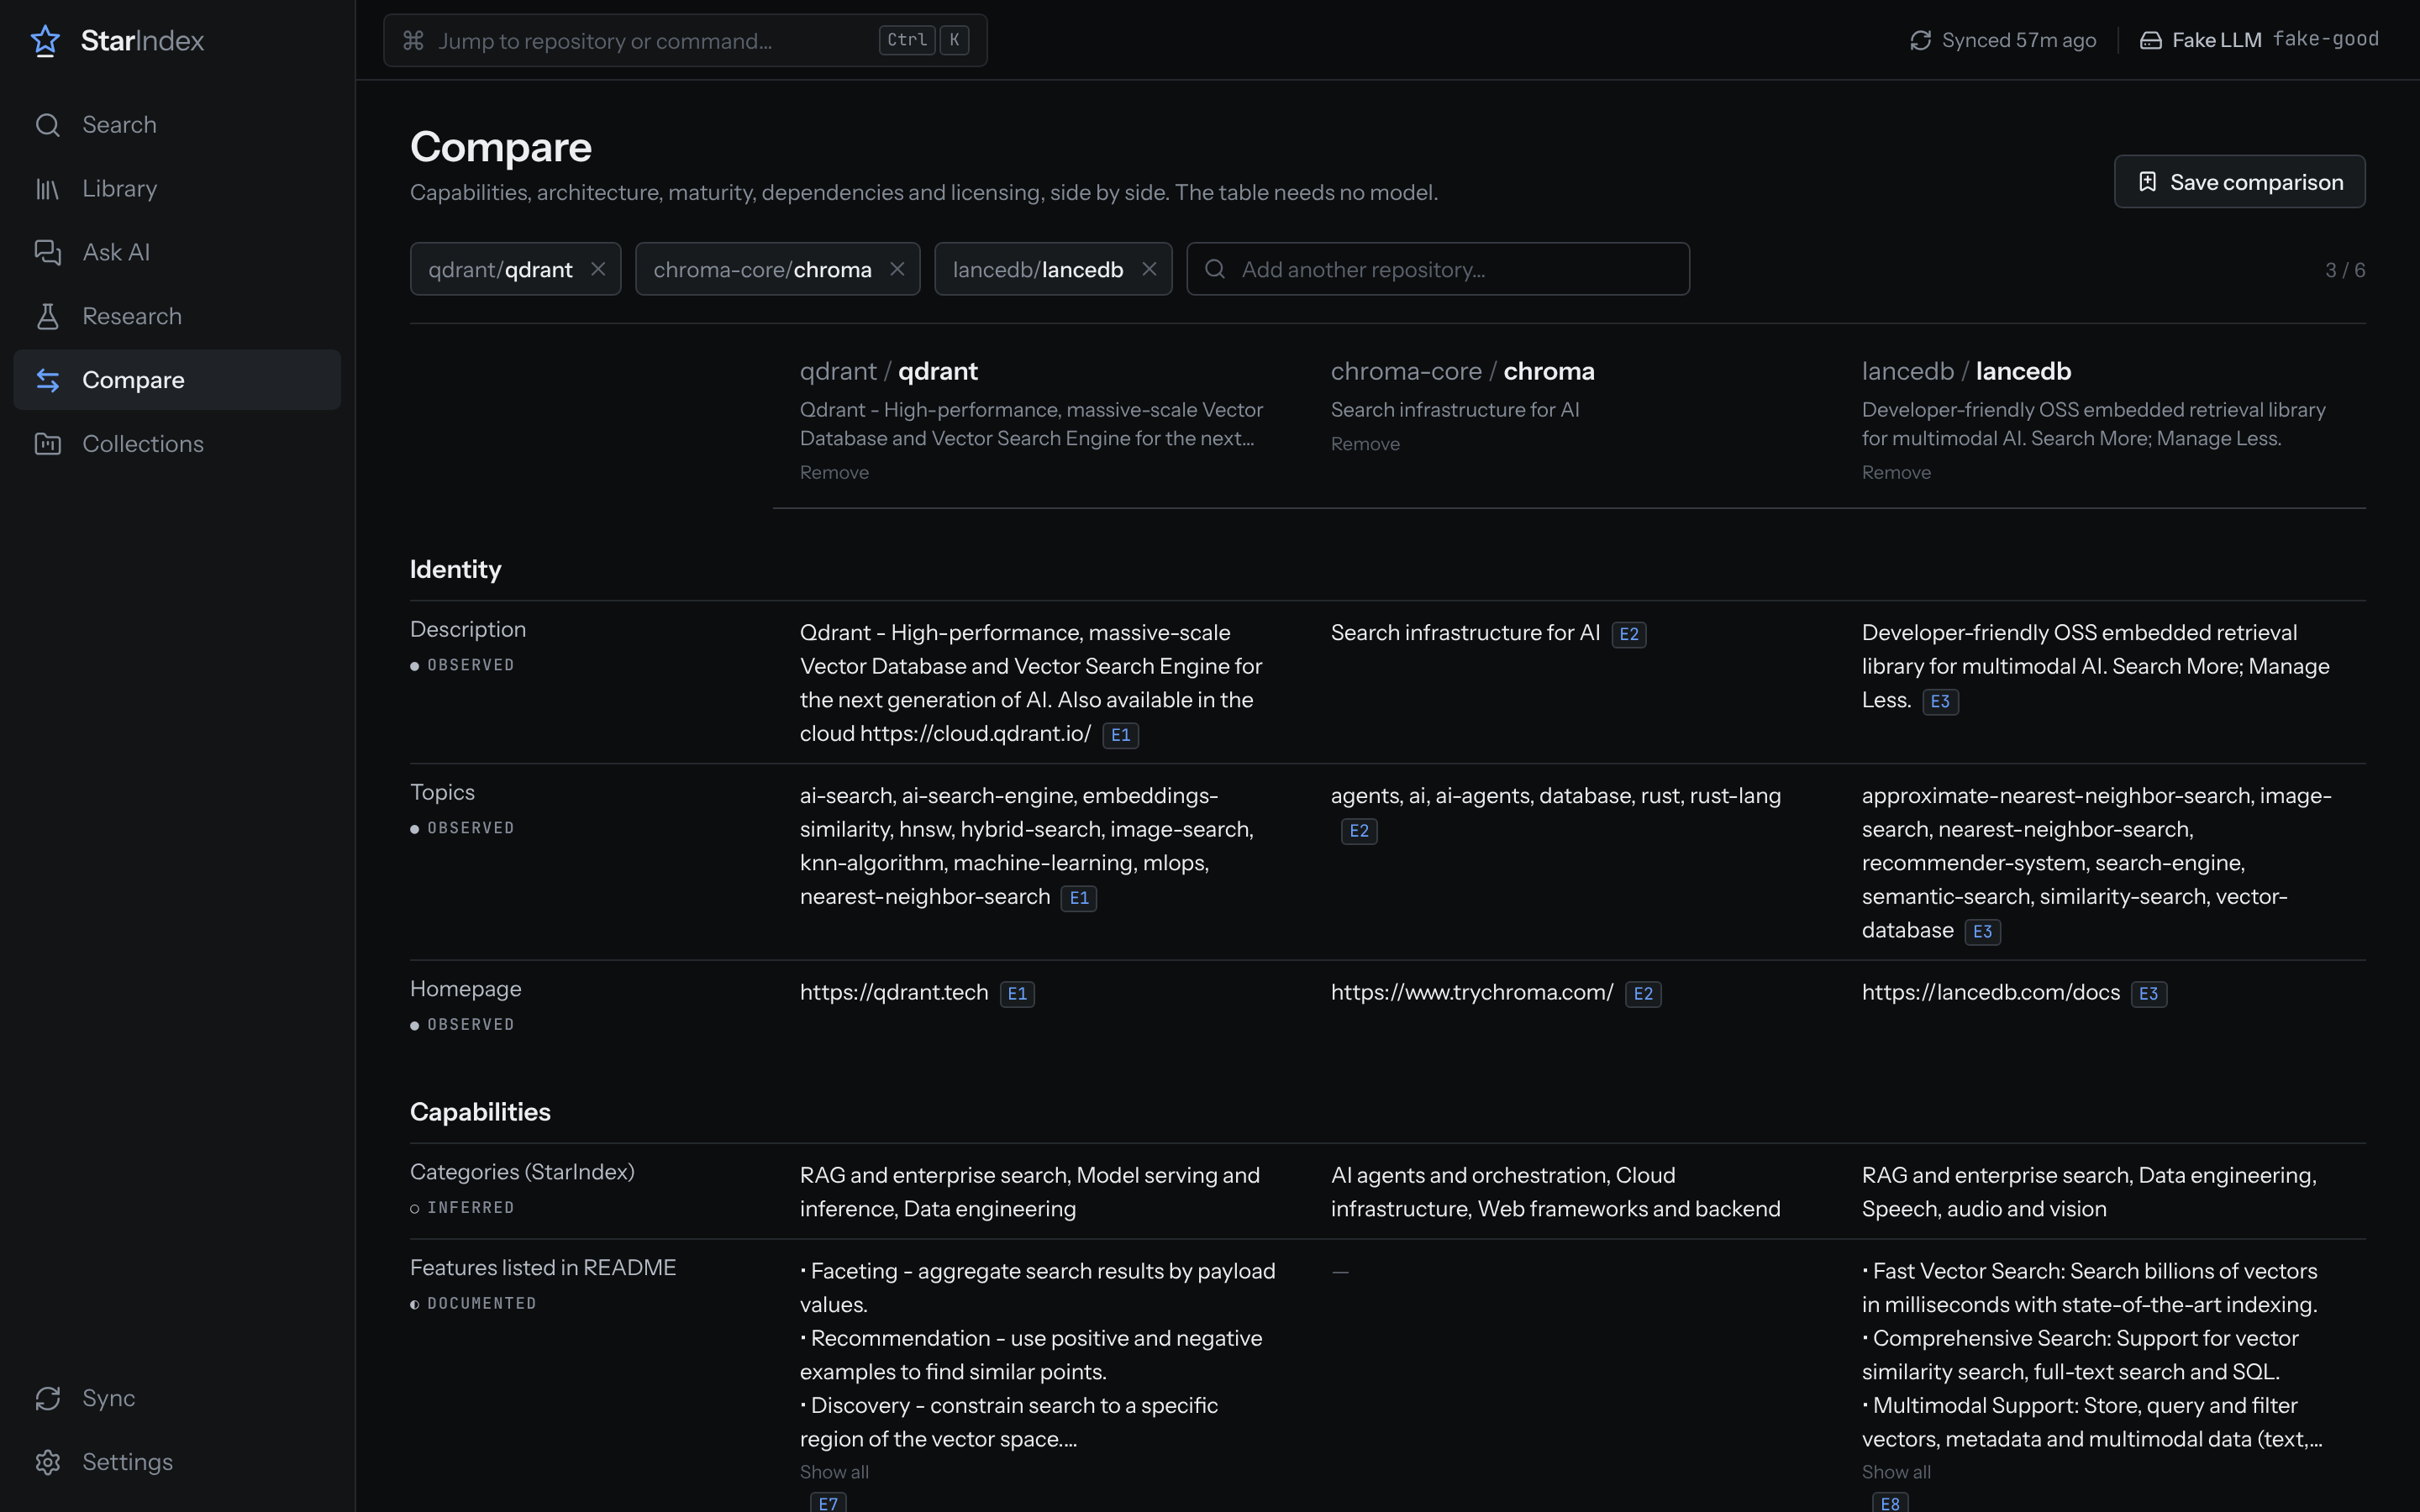 StarIndex
Jump to repository or command...
Ctrl K
Synced 57m ago
Fake LLM fake-good
Search
Library
Ask AI
Research
Compare
Collections
Sync
Settings
Compare
Capabilities, architecture, maturity, dependencies and licensing, side by side. The table needs no model.
Save comparison
qdrant/qdrant
chroma-core/chroma
lancedb/lancedb
Add another repository...
3 / 6
qdrant / qdrant
Qdrant - High-performance, massive-scale Vector
Database and Vector Search Engine for the next...
Remove
chroma-core / chroma
Search infrastructure for AI
Remove
lancedb / lancedb
Developer-friendly OSS embedded retrieval library
for multimodal AI. Search More; Manage Less.
Remove
Identity
Description
OBSERVED
Qdrant - High-performance, massive-scale
Vector Database and Vector Search Engine for
the next generation of AI. Also available in the
cloud https://cloud.qdrant.io/ E1
Search infrastructure for AI E2
Developer-friendly OSS embedded retrieval
library for multimodal AI. Search More; Manage
Less. E3
Topics
OBSERVED
ai-search, ai-search-engine, embeddings-
similarity, hnsw, hybrid-search, image-search,
knn-algorithm, machine-learning, mlops,
nearest-neighbor-search E1
agents, ai, ai-agents, database, rust, rust-lang
E2
approximate-nearest-neighbor-search, image-
search, nearest-neighbor-search,
recommender-system, search-engine,
semantic-search, similarity-search, vector-
database E3
Homepage
OBSERVED
https://qdrant.tech E1
https://www.trychroma.com/ E2
https://lancedb.com/docs E3
Capabilities
Categories (StarIndex)
INFERRED
RAG and enterprise search, Model serving and
inference, Data engineering
AI agents and orchestration, Cloud
infrastructure, Web frameworks and backend
RAG and enterprise search, Data engineering,
Speech, audio and vision
Features listed in README
DOCUMENTED
· Faceting - aggregate search results by payload
values.
· Recommendation - use positive and negative
examples to find similar points.
· Discovery - constrain search to a specific
region of the vector space....
Show all
E7
—
· Fast Vector Search: Search billions of vectors
in milliseconds with state-of-the-art indexing.
· Comprehensive Search: Support for vector
similarity search, full-text search and SQL.
· Multimodal Support: Store, query and filter
vectors, metadata and multimodal data (text,...
Show all
E8